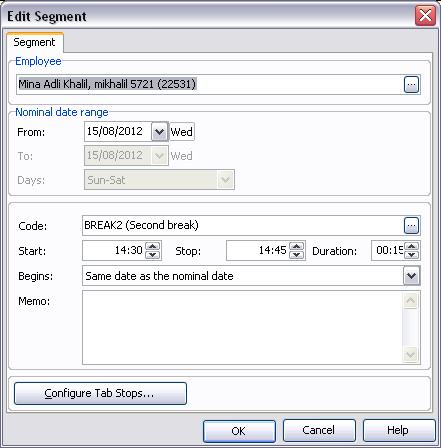 Edit Segment
Segment
Employee
Mina Adli Khalil, mikhalil 5721 (22531)
Nominal date range
From: 15/08/2012 Wed
To: 15/08/2012 Wed
Days: Sun-Sat
Code: BREAK2 (Second break)
Start: 14:30 Stop: 14:45 Duration: 00:15
Begins: Same date as the nominal date
Memo:
Configure Tab Stops...
OK Cancel Help